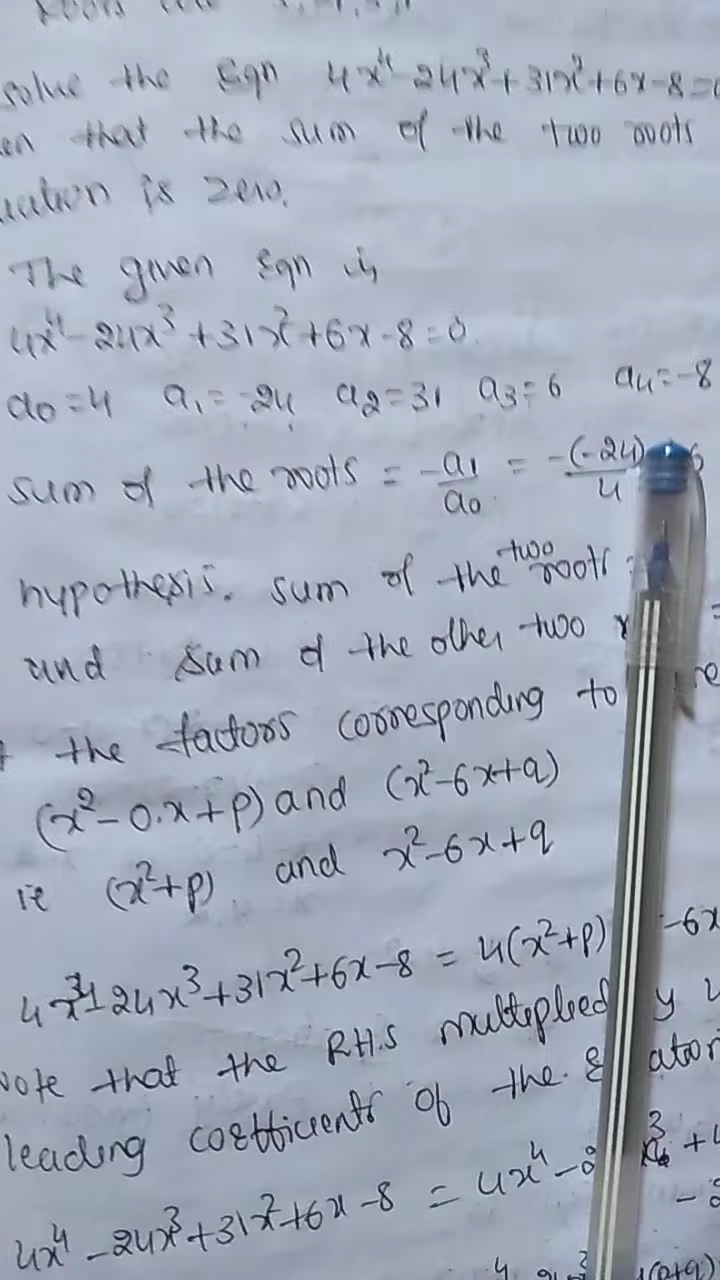 solve the Eqn 4x⁴-24x³+31x²+6x-8=0
en that the sum of the two roots
uation is zero.
The given Eqn is
4x⁴-24x³+31x²+6x-8=0.
a₀=4 a₁=-24 a₂=31 a₃=6 a₄=-8
sum of the roots = -a₁/a₀ = -(-24)/4
hypothesis. sum of the two roots
and sum of the other two
the factors corresponding to
(x²-0.x+p) and (x²-6x+q)
ie (x²+p) and x²-6x+q
24x³+31x²+6x-8 = 4(x²+p) -6x
note that the R.H.S multiplied y
leading coefficients of the
4x⁴-24x³+31x²+6x-8 = 4x⁴-